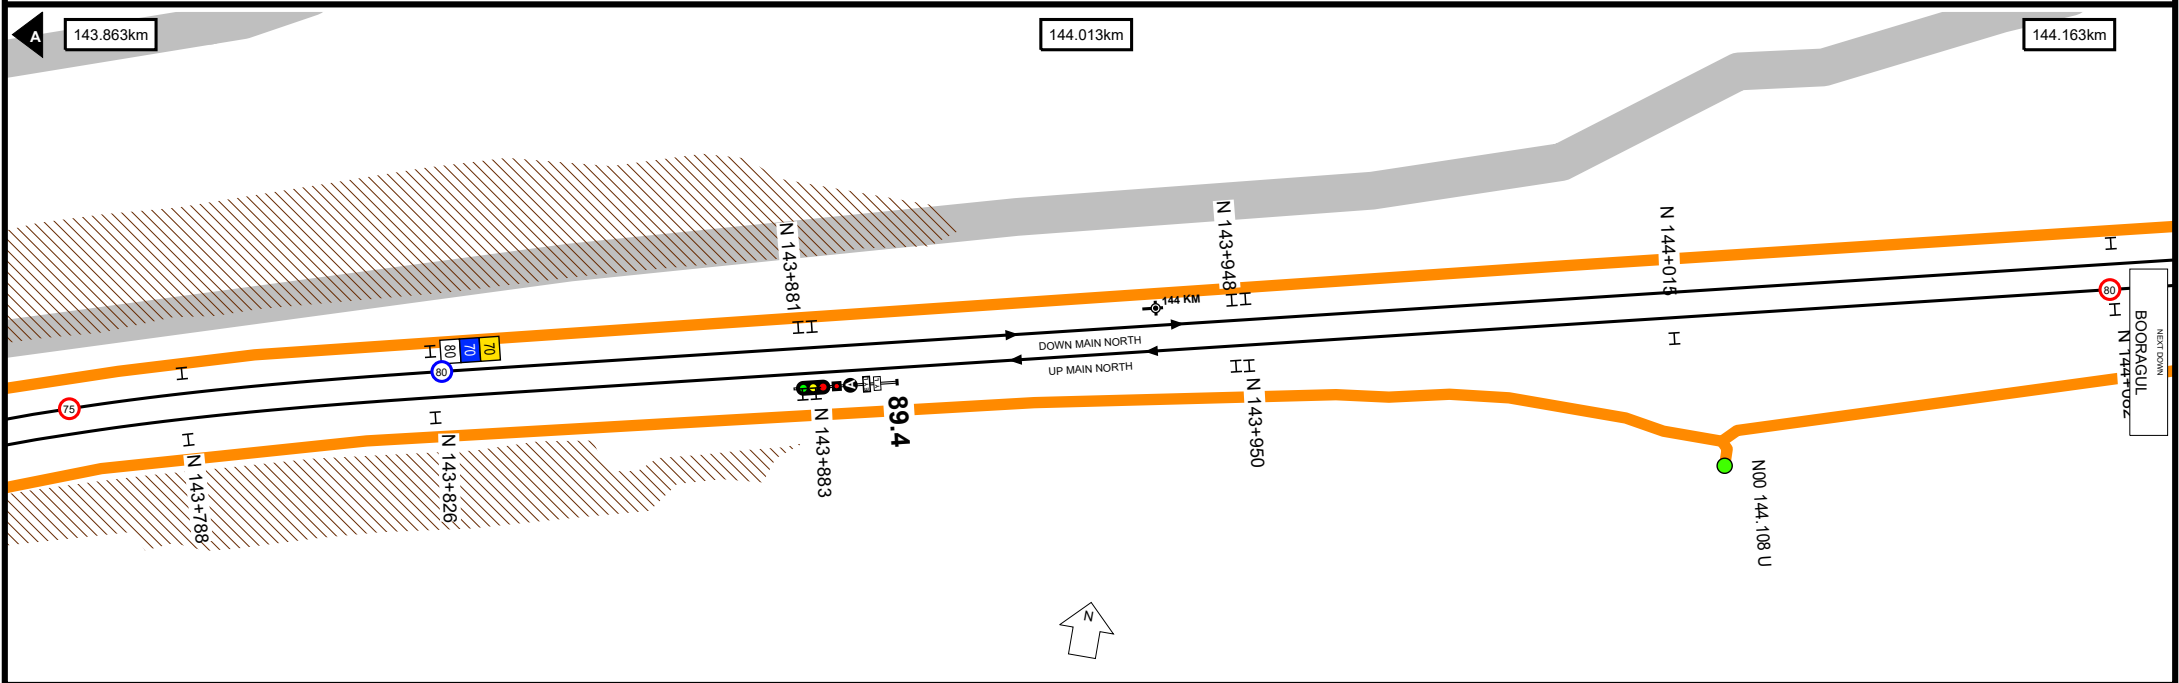 A
143.863km
144.013km
144.163km
N 143+881
N 143+948
N 144+015
144 KM
80
70
70
80
75
80
DOWN MAIN NORTH
UP MAIN NORTH
A
89.4
N 143+788
N 143+826
N 143+883
N 143+950
N 144+082
BOORAGUL
NEXT DOWN
N00 144.108 U
N